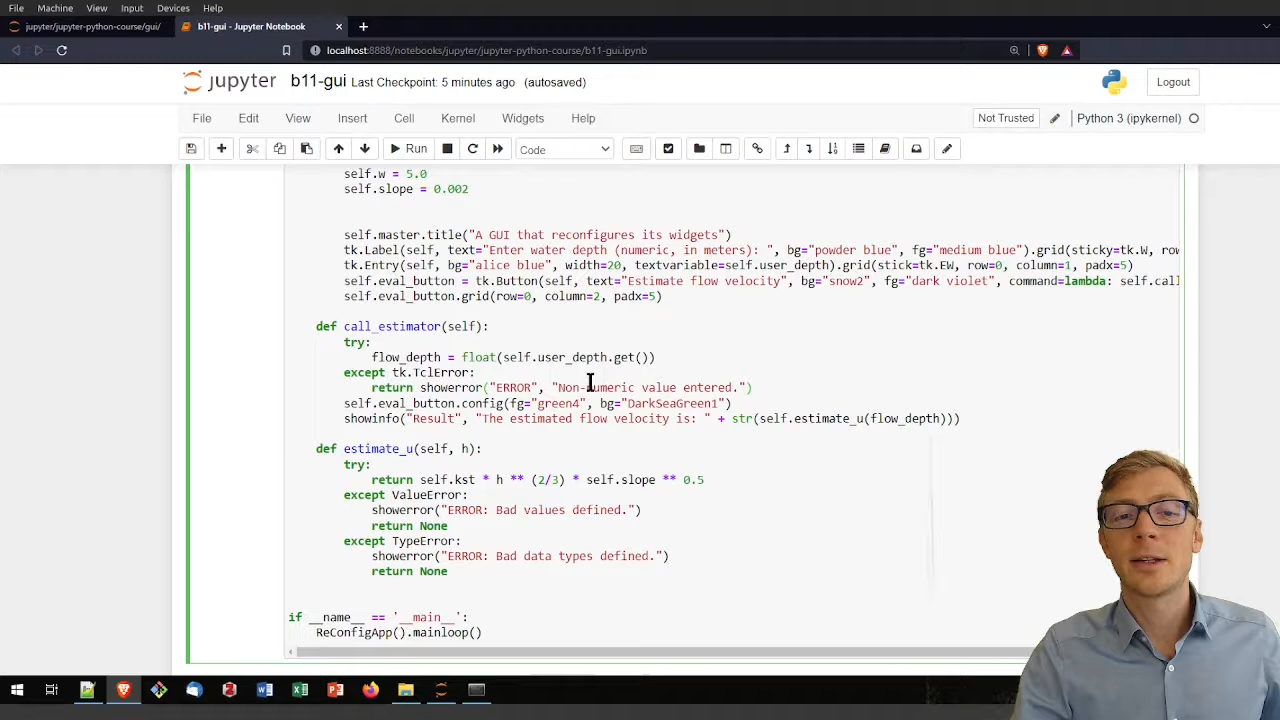 File Machine View Input Devices Help
jupyter/jupyter-python-course/gui/ b11-gui - Jupyter Notebook
localhost:8888/notebooks/jupyter/jupyter-python-course/b11-gui.ipynb
jupyter b11-gui Last Checkpoint: 5 minutes ago (autosaved) Logout
File Edit View Insert Cell Kernel Widgets Help Not Trusted Python 3 (ipykernel)
Run Code
self.w = 5.0
self.slope = 0.002
self.master.title("A GUI that reconfigures its widgets")
tk.Label(self, text="Enter water depth (numeric, in meters): ", bg="powder blue", fg="medium blue").grid(sticky=tk.W, row
tk.Entry(self, bg="alice blue", width=20, textvariable=self.user_depth).grid(stick=tk.EW, row=0, column=1, padx=5)
self.eval_button = tk.Button(self, text="Estimate flow velocity", bg="snow2", fg="dark violet", command=lambda: self.call
self.eval_button.grid(row=0, column=2, padx=5)
def call_estimator(self):
try:
flow_depth = float(self.user_depth.get())
except tk.TclError:
return showerror("ERROR", "Non-numeric value entered.")
self.eval_button.config(fg="green4", bg="DarkSeaGreen1")
showinfo("Result", "The estimated flow velocity is: " + str(self.estimate_u(flow_depth)))
def estimate_u(self, h):
try:
return self.kst * h ** (2/3) * self.slope ** 0.5
except ValueError:
showerror("ERROR: Bad values defined.")
return None
except TypeError:
showerror("ERROR: Bad data types defined.")
return None
if __name__ == '__main__':
ReConfigApp().mainloop()